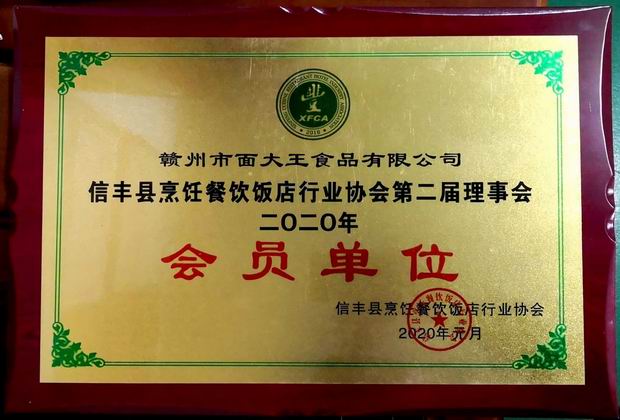 XFCA
2016
赣州市面大王食品有限公司
信丰县烹饪餐饮饭店行业协会第二届理事会
二〇二〇年
会员单位
信丰县烹饪餐饮饭店行业协会
2020年元月